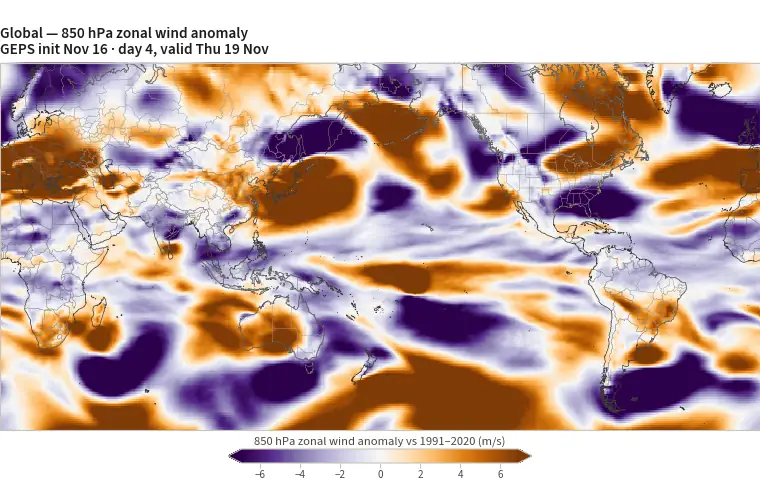 Global — 850 hPa zonal wind anomaly
GEPS init Nov 16 · day 4, valid Thu 19 Nov
850 hPa zonal wind anomaly vs 1991–2020 (m/s)
−6 −4 −2 0 2 4 6